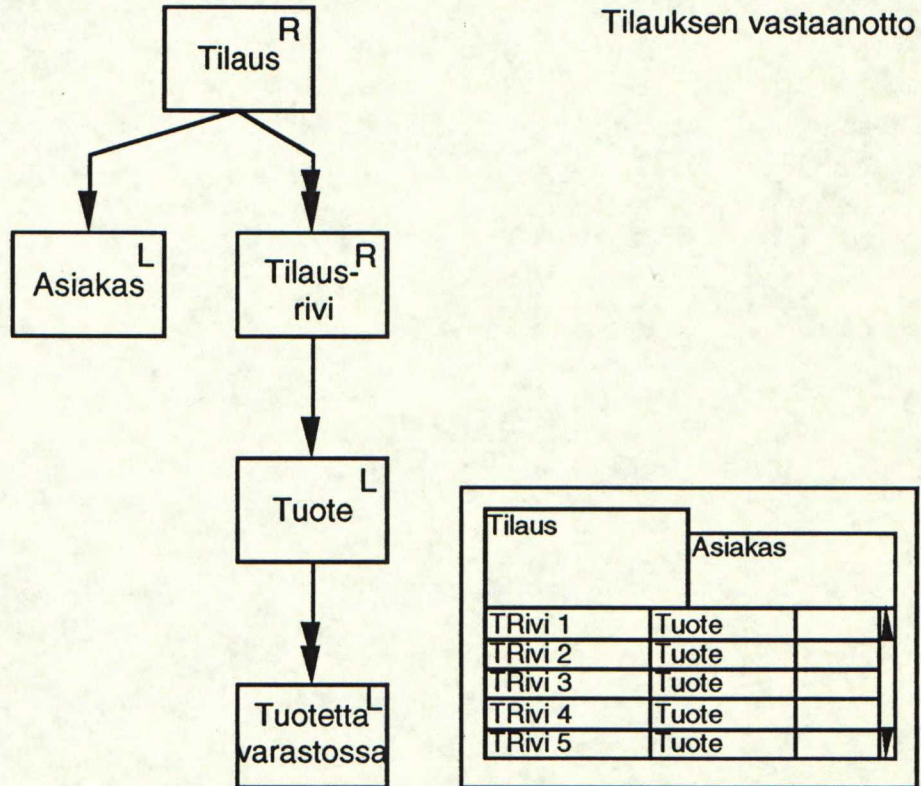 Tilauksen vastaanotto
R
Tilaus
L
Asiakas
R
Tilaus-
rivi
L
Tuote
L
Tuotetta
varastossa
Tilaus
Asiakas
TRivi 1 Tuote
TRivi 2 Tuote
TRivi 3 Tuote
TRivi 4 Tuote
TRivi 5 Tuote